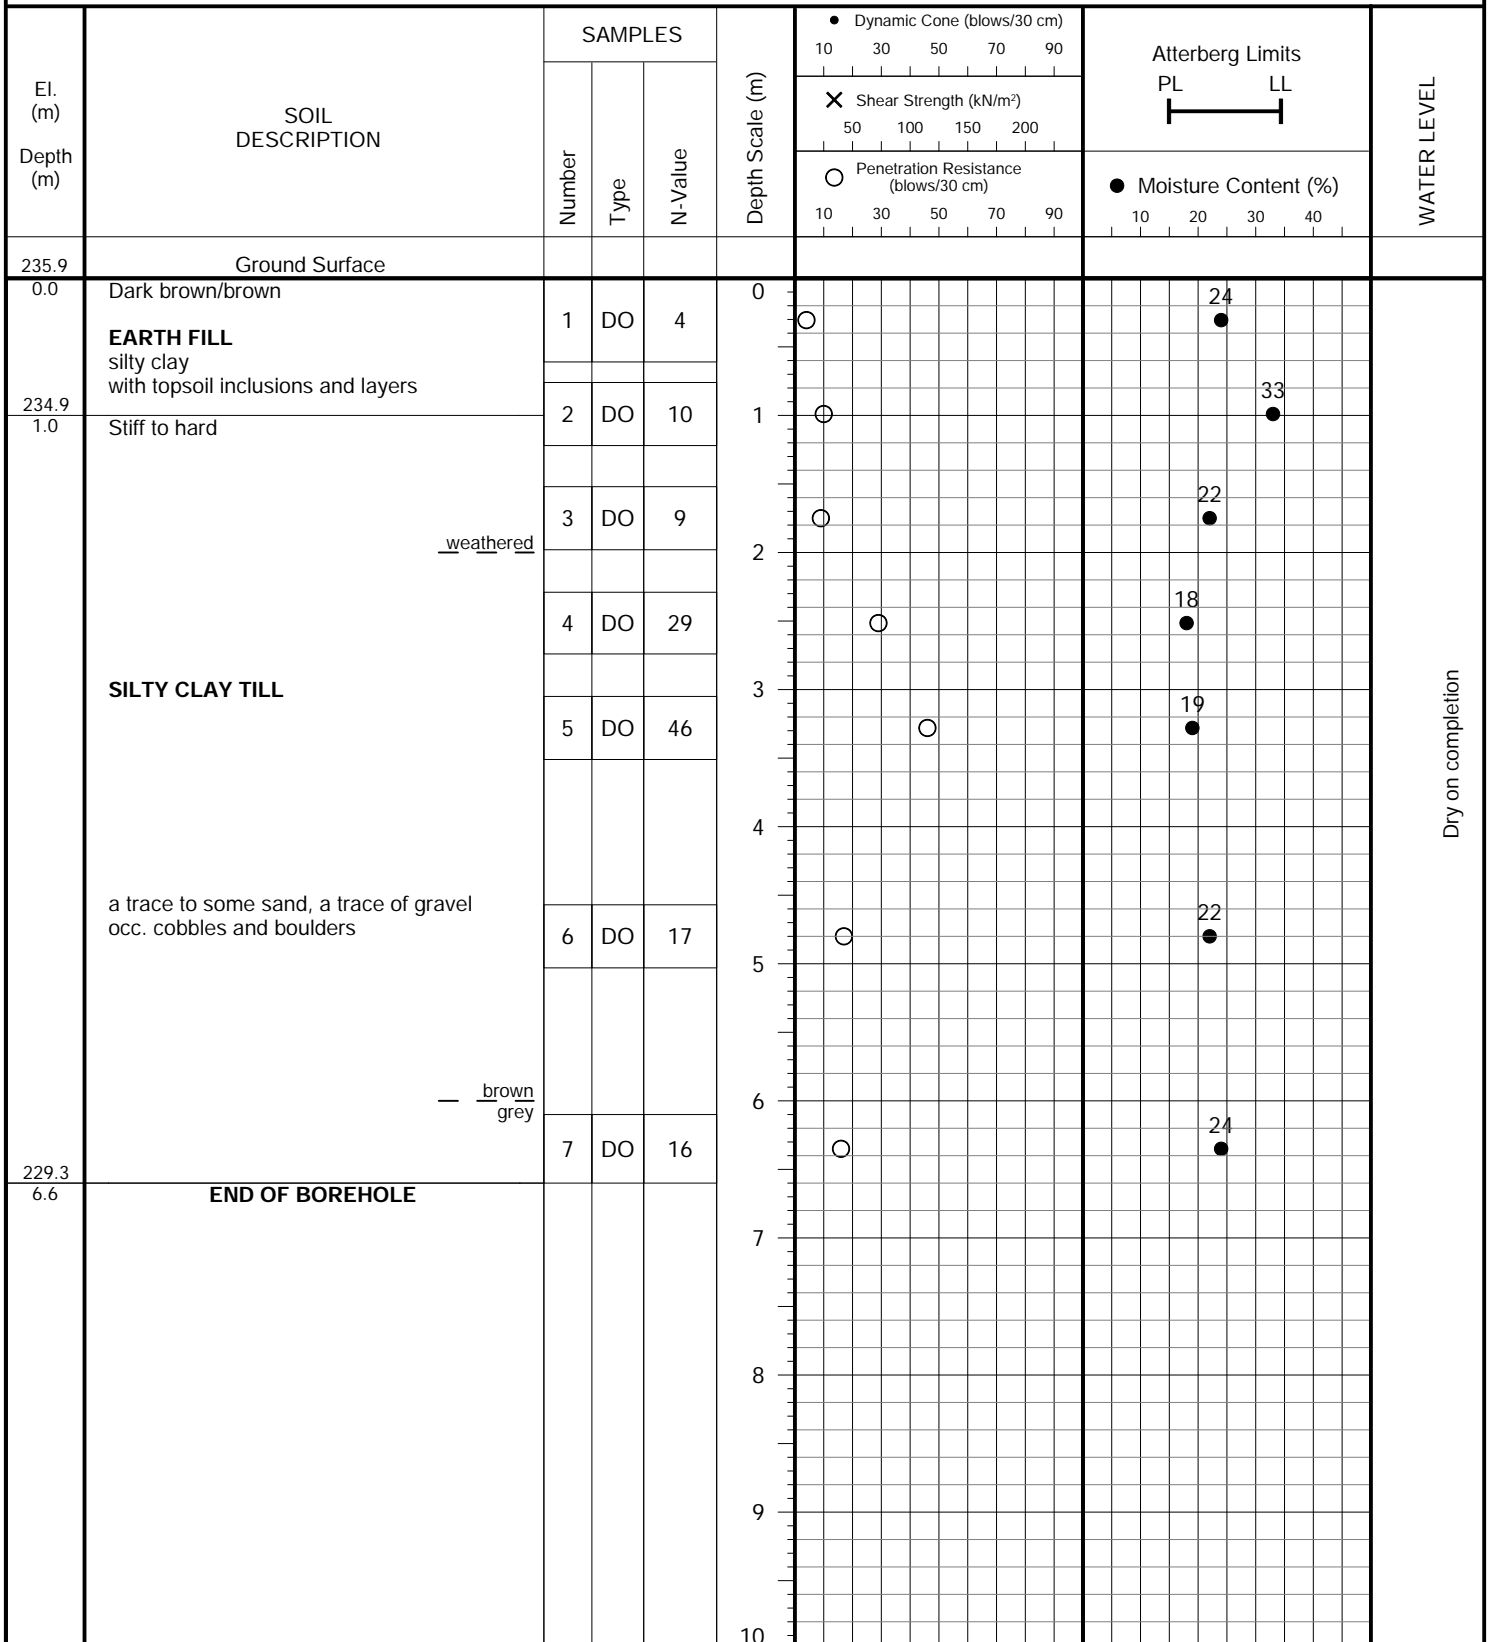 El.
(m)
Depth
(m)
SOIL
DESCRIPTION
SAMPLES
Number
Type
N-Value
Depth Scale (m)
Dynamic Cone (blows/30 cm)
10 30 50 70 90
Shear Strength (kN/m²)
50 100 150 200
Penetration Resistance
(blows/30 cm)
10 30 50 70 90
Atterberg Limits
PL LL
Moisture Content (%)
10 20 30 40
WATER LEVEL
235.9 Ground Surface
0.0 Dark brown/brown
0
24
1 DO 4
EARTH FILL
silty clay
with topsoil inclusions and layers
33
234.9
2 DO 10 1
1.0 Stiff to hard
22
3 DO 9
weathered
2
18
4 DO 29
SILTY CLAY TILL 3
19
5 DO 46
Dry on completion
4
a trace to some sand, a trace of gravel
22
occ. cobbles and boulders
6 DO 17
5
brown
6
grey
24
7 DO 16
229.3
6.6 END OF BOREHOLE
7
8
9
10